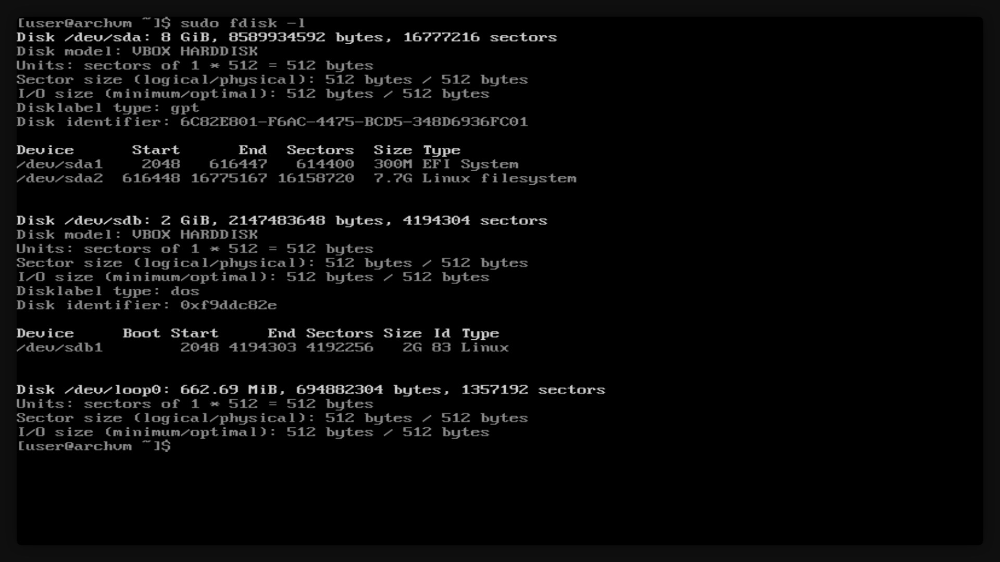 [user@archvm ~]$ sudo fdisk -l
Disk /dev/sda: 8 GiB, 8589934592 bytes, 16777216 sectors
Disk model: VBOX HARDDISK
Units: sectors of 1 * 512 = 512 bytes
Sector size (logical/physical): 512 bytes / 512 bytes
I/O size (minimum/optimal): 512 bytes / 512 bytes
Disklabel type: gpt
Disk identifier: 6C82E801-F6AC-4475-BCD5-348D6936FC01

Device      Start      End  Sectors  Size Type
/dev/sda1    2048   616447   614400  300M EFI System
/dev/sda2  616448 16775167 16158720  7.7G Linux filesystem

Disk /dev/sdb: 2 GiB, 2147483648 bytes, 4194304 sectors
Disk model: VBOX HARDDISK
Units: sectors of 1 * 512 = 512 bytes
Sector size (logical/physical): 512 bytes / 512 bytes
I/O size (minimum/optimal): 512 bytes / 512 bytes
Disklabel type: dos
Disk identifier: 0xf9ddc82e

Device     Boot Start     End Sectors Size Id Type
/dev/sdb1        2048 4194303 4192256   2G 83 Linux

Disk /dev/loop0: 662.69 MiB, 694882304 bytes, 1357192 sectors
Units: sectors of 1 * 512 = 512 bytes
Sector size (logical/physical): 512 bytes / 512 bytes
I/O size (minimum/optimal): 512 bytes / 512 bytes
[user@archvm ~]$